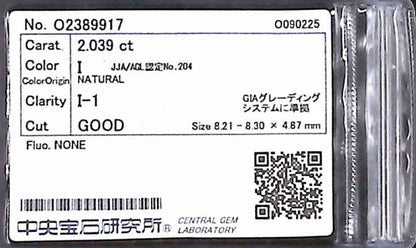 No. O2389917 O090225
Carat 2.039 ct
Color I JJA/AGL認定No.204
ColorOrigin NATURAL
Clarity I-1 GIAグレーディング
システムに準拠
Cut GOOD Size 8.21 - 8.30 × 4.87 mm
Fluo. NONE
中央宝石研究所® CENTRAL GEM
LABORATORY